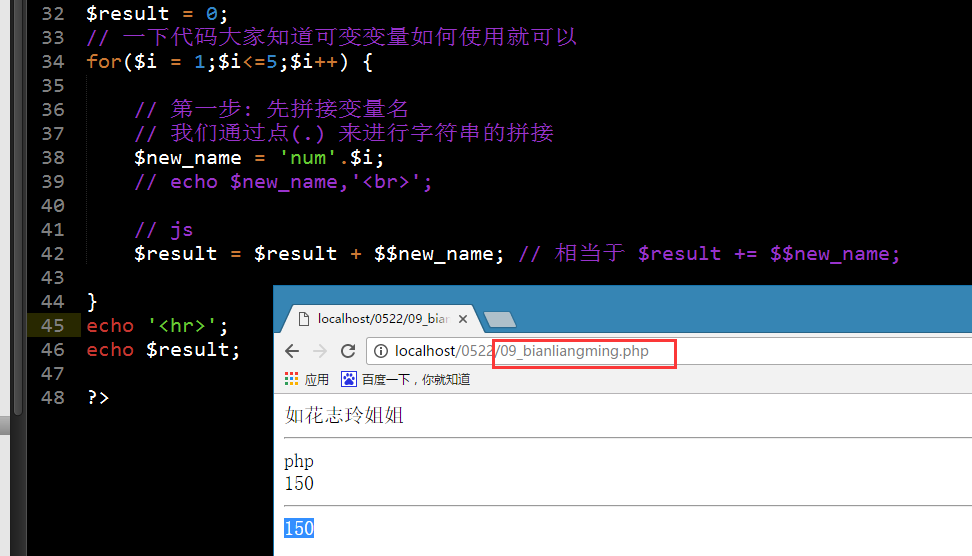 32 $result = 0;
33 // 一下代码大家知道可变变量如何使用就可以
34 for($i = 1;$i<=5;$i++) {
35
36 // 第一步: 先拼接变量名
37 // 我们通过点(.) 来进行字符串的拼接
38 $new_name = 'num'.$i;
39 // echo $new_name,'<br>';
40
41 // js
42 $result = $result + $$new_name; // 相当于 $result += $$new_name;
43
44 }
45 echo '<hr>';
46 echo $result;
47
48 ?>
localhost/0522/09_bian
localhost/0522/09_bianliangming.php
应用 百度一下，你就知道
如花志玲姐姐
php
150
150